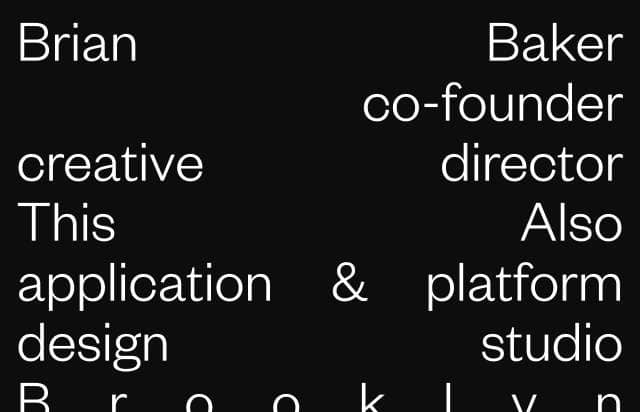 Brian Baker
co-founder
creative director
This Also
application & platform
design studio
B r o o k l y n